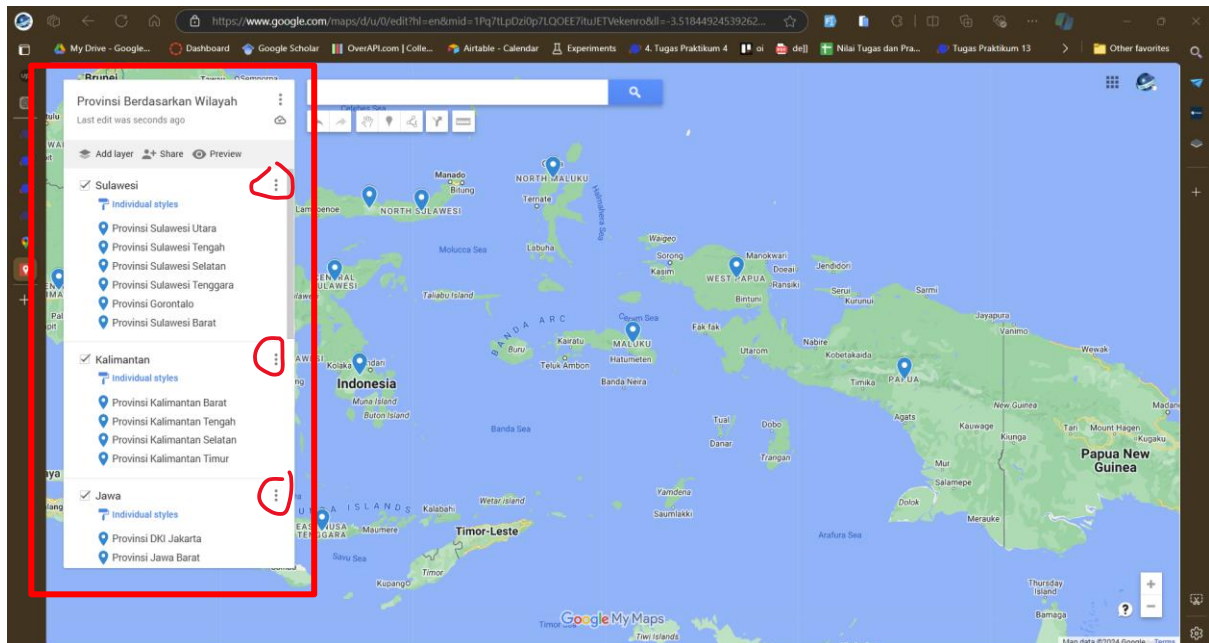 https://www.google.com/maps/d/u/0/edit?hl=en&mid=1Pq7tLpDzi0p7LQOEE7ituJETVekenro&ll=-3.51844924539262...
My Drive - Google...
Dashboard
Google Scholar
OverAPI.com | Colle...
Airtable - Calendar
Experiments
4. Tugas Praktikum 4
oi
dell
Nilai Tugas dan Pra...
Tugas Praktikum 13
Other favorites
Brunei
Provinsi Berdasarkan Wilayah
Last edit was seconds ago
Add layer
Share
Preview
Sulawesi
Individual styles
Provinsi Sulawesi Utara
Provinsi Sulawesi Tengah
Provinsi Sulawesi Selatan
Provinsi Sulawesi Tenggara
Provinsi Gorontalo
Provinsi Sulawesi Barat
Kalimantan
Individual styles
Provinsi Kalimantan Barat
Provinsi Kalimantan Tengah
Provinsi Kalimantan Selatan
Provinsi Kalimantan Timur
Jawa
Individual styles
Provinsi DKI Jakarta
Provinsi Jawa Barat
Celebes Sea
Manado
Bitung
NORTH SULAWESI
NORTH MALUKU
Ternate
Halmahera Sea
Molucca Sea
Labuha
Waigeo
Sorong
Kasim
Manokwari
WEST PAPUA
Ransiki
Bintuni
Jendidori
Serui
Kurunui
Sarmi
Jayapura
Vanimo
Wewak
Taliabu Island
BANDA ARC
Ceram Sea
Fak fak
Buru
Kairatu
MALUKU
Teluk Ambon
Hatumeten
Utarom
Nabire
Kobetakaida
Kolaka
Indonesia
Banda Neira
Timika
PAPUA
Muna Island
Buton Island
New Guinea
Banda Sea
Tual
Dobo
Danar
Trangan
Agats
Kauwage
Kiunga
Tari
Mount Hagen
Kugaku
Papua New
Guinea
Mur
Salamepe
Yamdena
Saumlakki
Dolok
Merauke
Wetar Island
Kalabahi
Maumere
Timor-Leste
Savu Sea
Timor
Kupang
Arafura Sea
Thursday
Island
Bamaga
Google My Maps
Tiwi Islands
Map data ©2024 Google
Terms